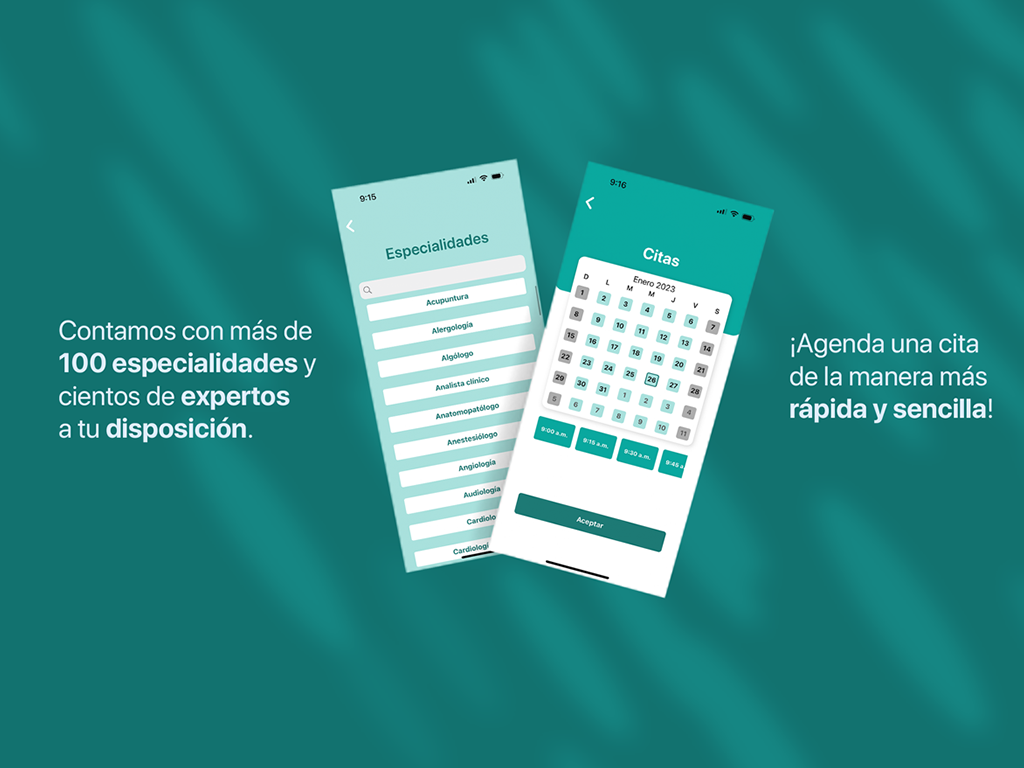 Contamos con más de
100 especialidades y
cientos de expertos
a tu disposición.
9:15
Especialidades
Acupuntura
Alergología
Algólogo
Analista clínico
Anatomopatólogo
Anestesiólogo
Angiología
Audiología
Cardiolo
Cardiologí
9:16
Citas
Enero 2023
D L M M J V S
1 2 3 4 5 6 7
8 9 10 11 12 13 14
15 16 17 18 19 20 21
22 23 24 25 26 27 28
29 30 31 1 2 3 4
5 6 7 8 9 10 11
9:00 a.m. 9:15 a.m. 9:30 a.m. 9:45 a
Aceptar
¡Agenda una cita
de la manera más
rápida y sencilla!